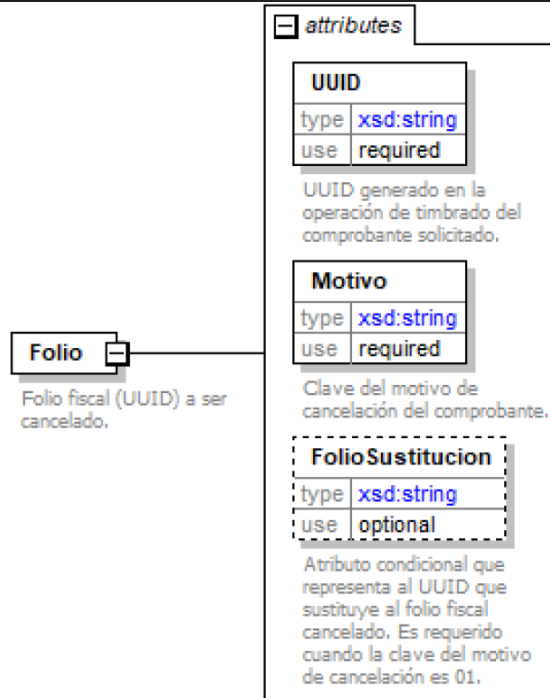 attributes
UUID
type xsd:string
use required
UUID generado en la
operación de timbrado del
comprobante solicitado.
Motivo
type xsd:string
use required
Clave del motivo de
cancelación del comprobante.
Folio
Folio fiscal (UUID) a ser
cancelado.
FolioSustitucion
type xsd:string
use optional
Atributo condicional que
representa al UUID que
sustituye al folio fiscal
cancelado. Es requerido
cuando la clave del motivo
de cancelación es 01.